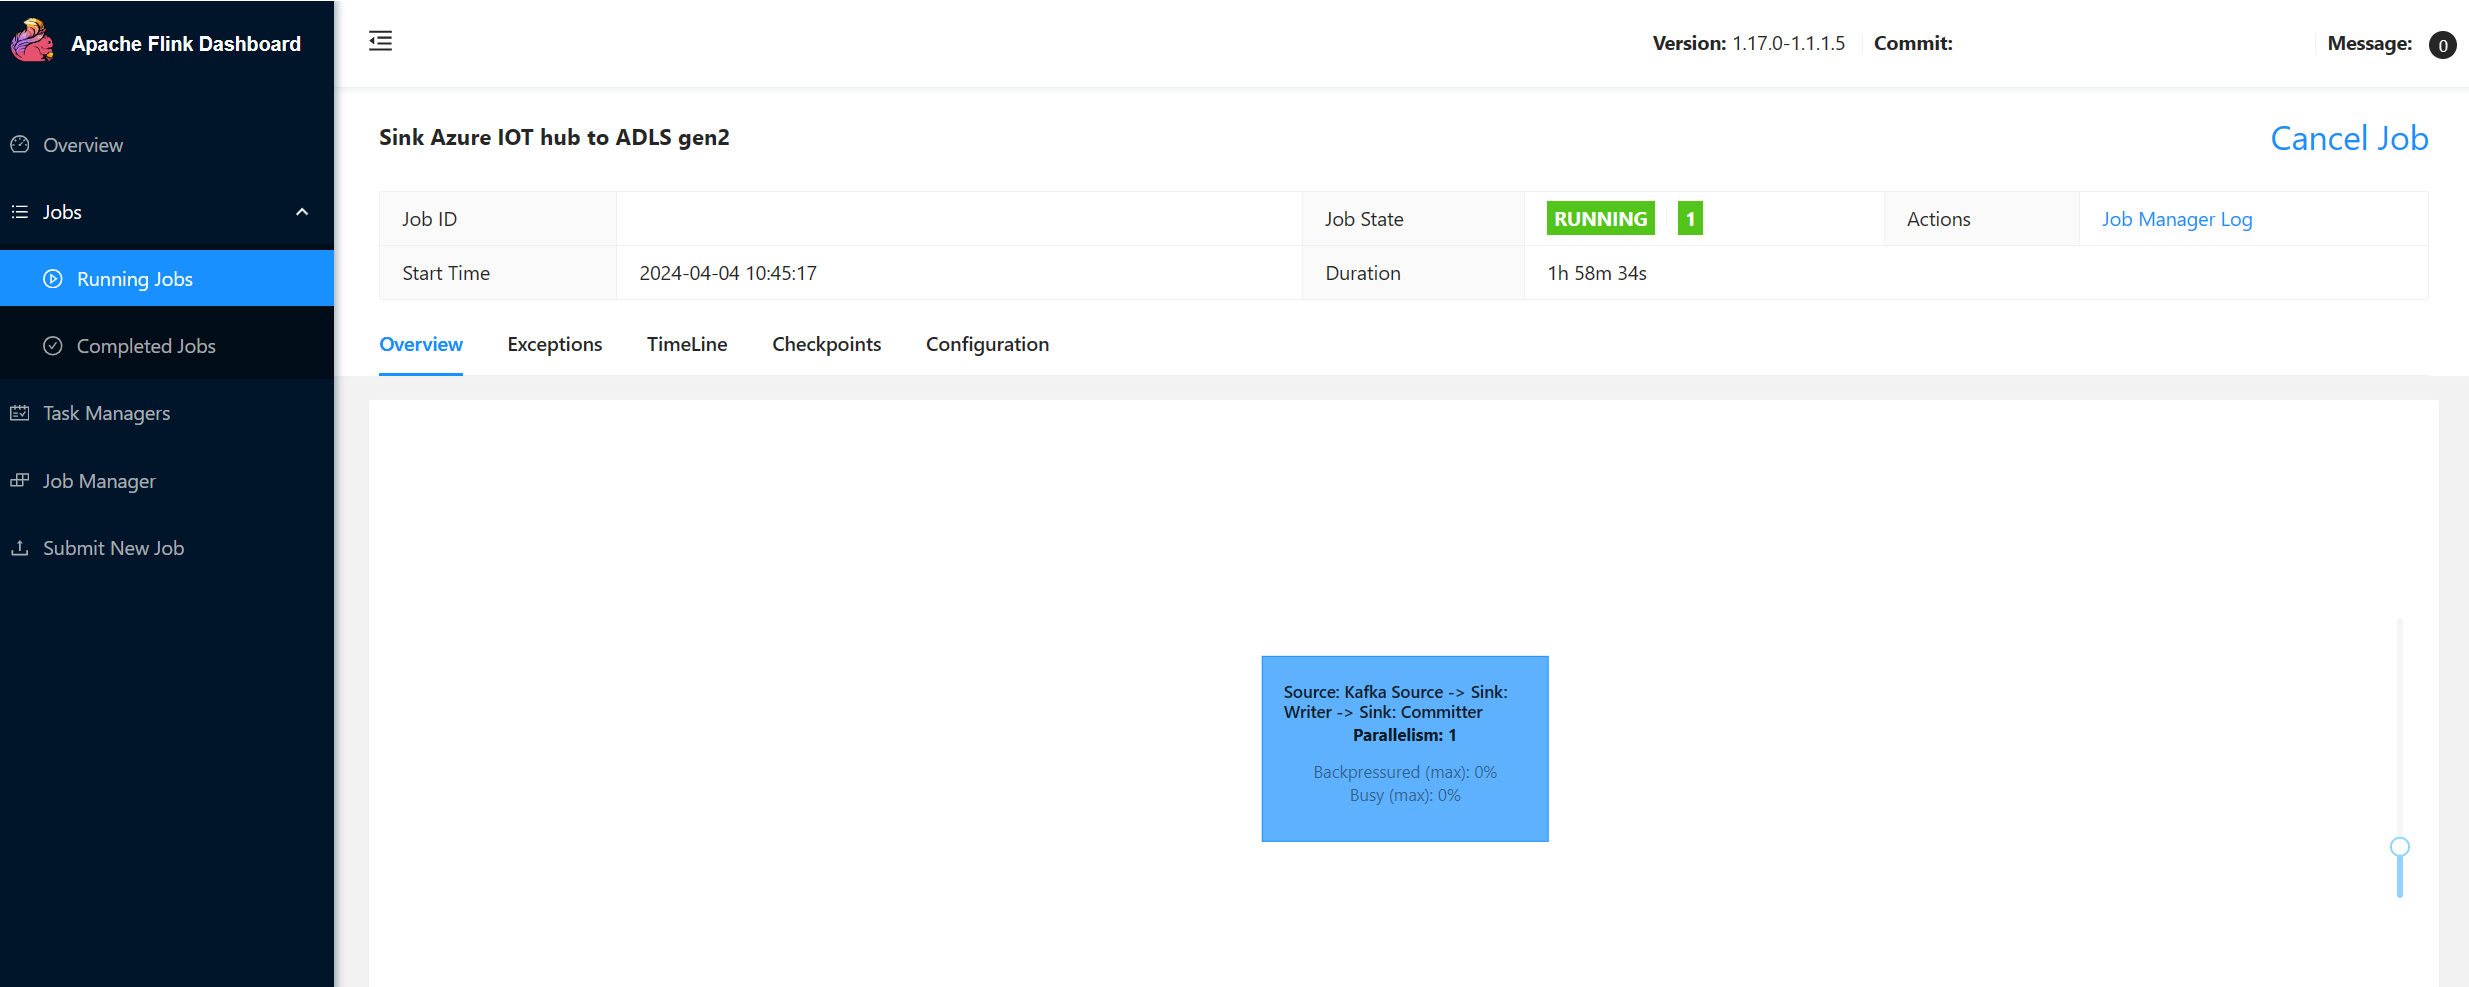 Apache Flink Dashboard
Version: 1.17.0-1.1.1.5 Commit: Message: 0
Overview
Jobs
Running Jobs
Completed Jobs
Task Managers
Job Manager
Submit New Job
Sink Azure IOT hub to ADLS gen2
Cancel Job
Job ID Job State RUNNING 1 Actions Job Manager Log
Start Time 2024-04-04 10:45:17 Duration 1h 58m 34s
Overview Exceptions TimeLine Checkpoints Configuration
Source: Kafka Source -> Sink:
Writer -> Sink: Committer
Parallelism: 1
Backpressured (max): 0%
Busy (max): 0%